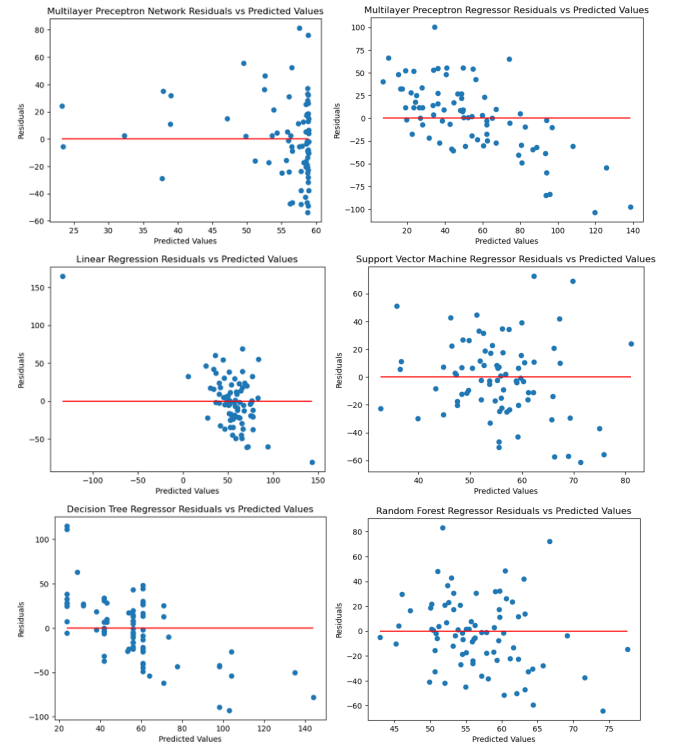 Multilayer Preceptron Network Residuals vs Predicted Values
80
60
40
20
0
−20
−40
−60
Residuals
25 30 35 40 45 50 55 60
Predicted Values
Multilayer Preceptron Regressor Residuals vs Predicted Values
100
75
50
25
0
−25
−50
−75
−100
Residuals
20 40 60 80 100 120 140
Predicted Values
Linear Regression Residuals vs Predicted Values
150
100
50
0
−50
Residuals
−100 −50 0 50 100 150
Predicted Values
Support Vector Machine Regressor Residuals vs Predicted Values
60
40
20
0
−20
−40
−60
Residuals
40 50 60 70 80
Predicted Values
Decision Tree Regressor Residuals vs Predicted Values
100
50
0
−50
−100
Residuals
20 40 60 80 100 120 140
Predicted Values
Random Forest Regressor Residuals vs Predicted Values
80
60
40
20
0
−20
−40
−60
Residuals
45 50 55 60 65 70 75
Predicted Values